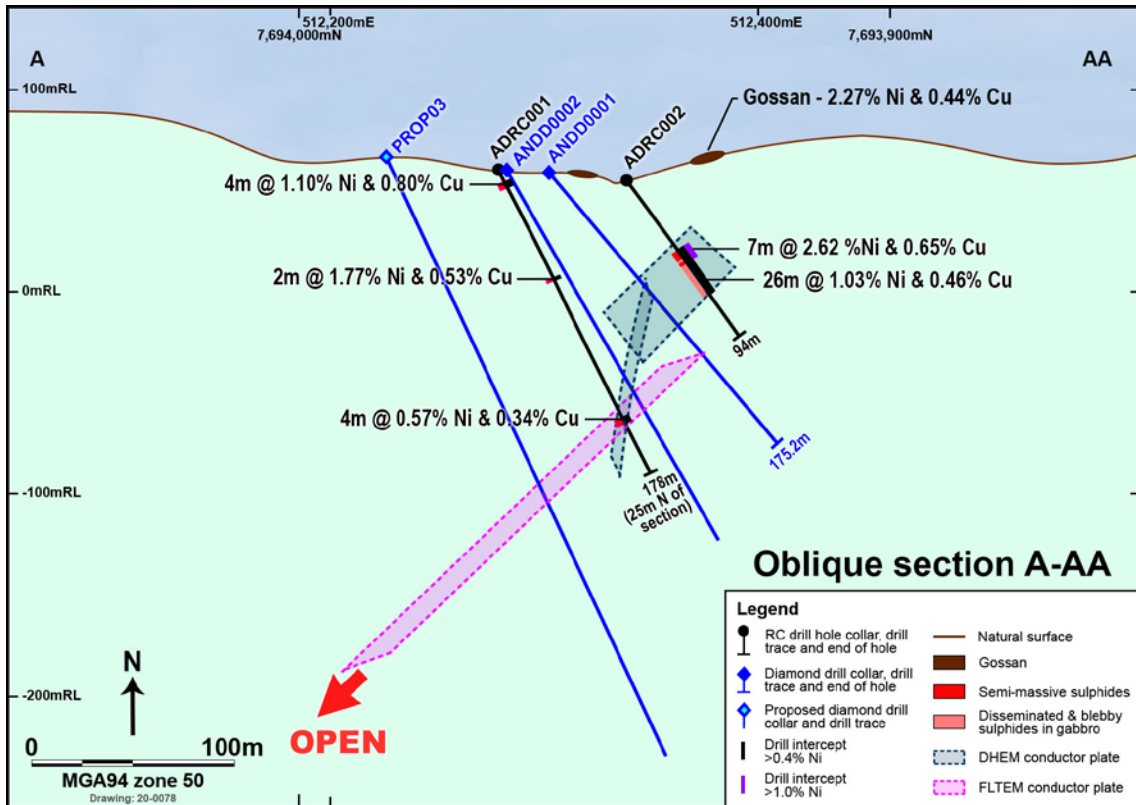 512,200mE
7,694,000mN
512,400mE
7,693,900mN
A
AA
100mRL
PROP03
ADRC001
ANDD0002
ANDD0001
ADRC002
Gossan - 2.27% Ni & 0.44% Cu
4m @ 1.10% Ni & 0.80% Cu
7m @ 2.62 %Ni & 0.65% Cu
2m @ 1.77% Ni & 0.53% Cu
26m @ 1.03% Ni & 0.46% Cu
0mRL
94m
4m @ 0.57% Ni & 0.34% Cu
175.2m
178m
(25m N of
section)
-100mRL
-200mRL
N
OPEN
0
100m
MGA94 zone 50
Drawing: 20-0078
Oblique section A-AA
Legend
RC drill hole collar, drill
trace and end of hole
Diamond drill collar, drill
trace and end of hole
Proposed diamond drill
collar and drill trace
Drill intercept
>0.4% Ni
Drill intercept
>1.0% Ni
Natural surface
Gossan
Semi-massive sulphides
Disseminated & blebby
sulphides in gabbro
DHEM conductor plate
FLTEM conductor plate